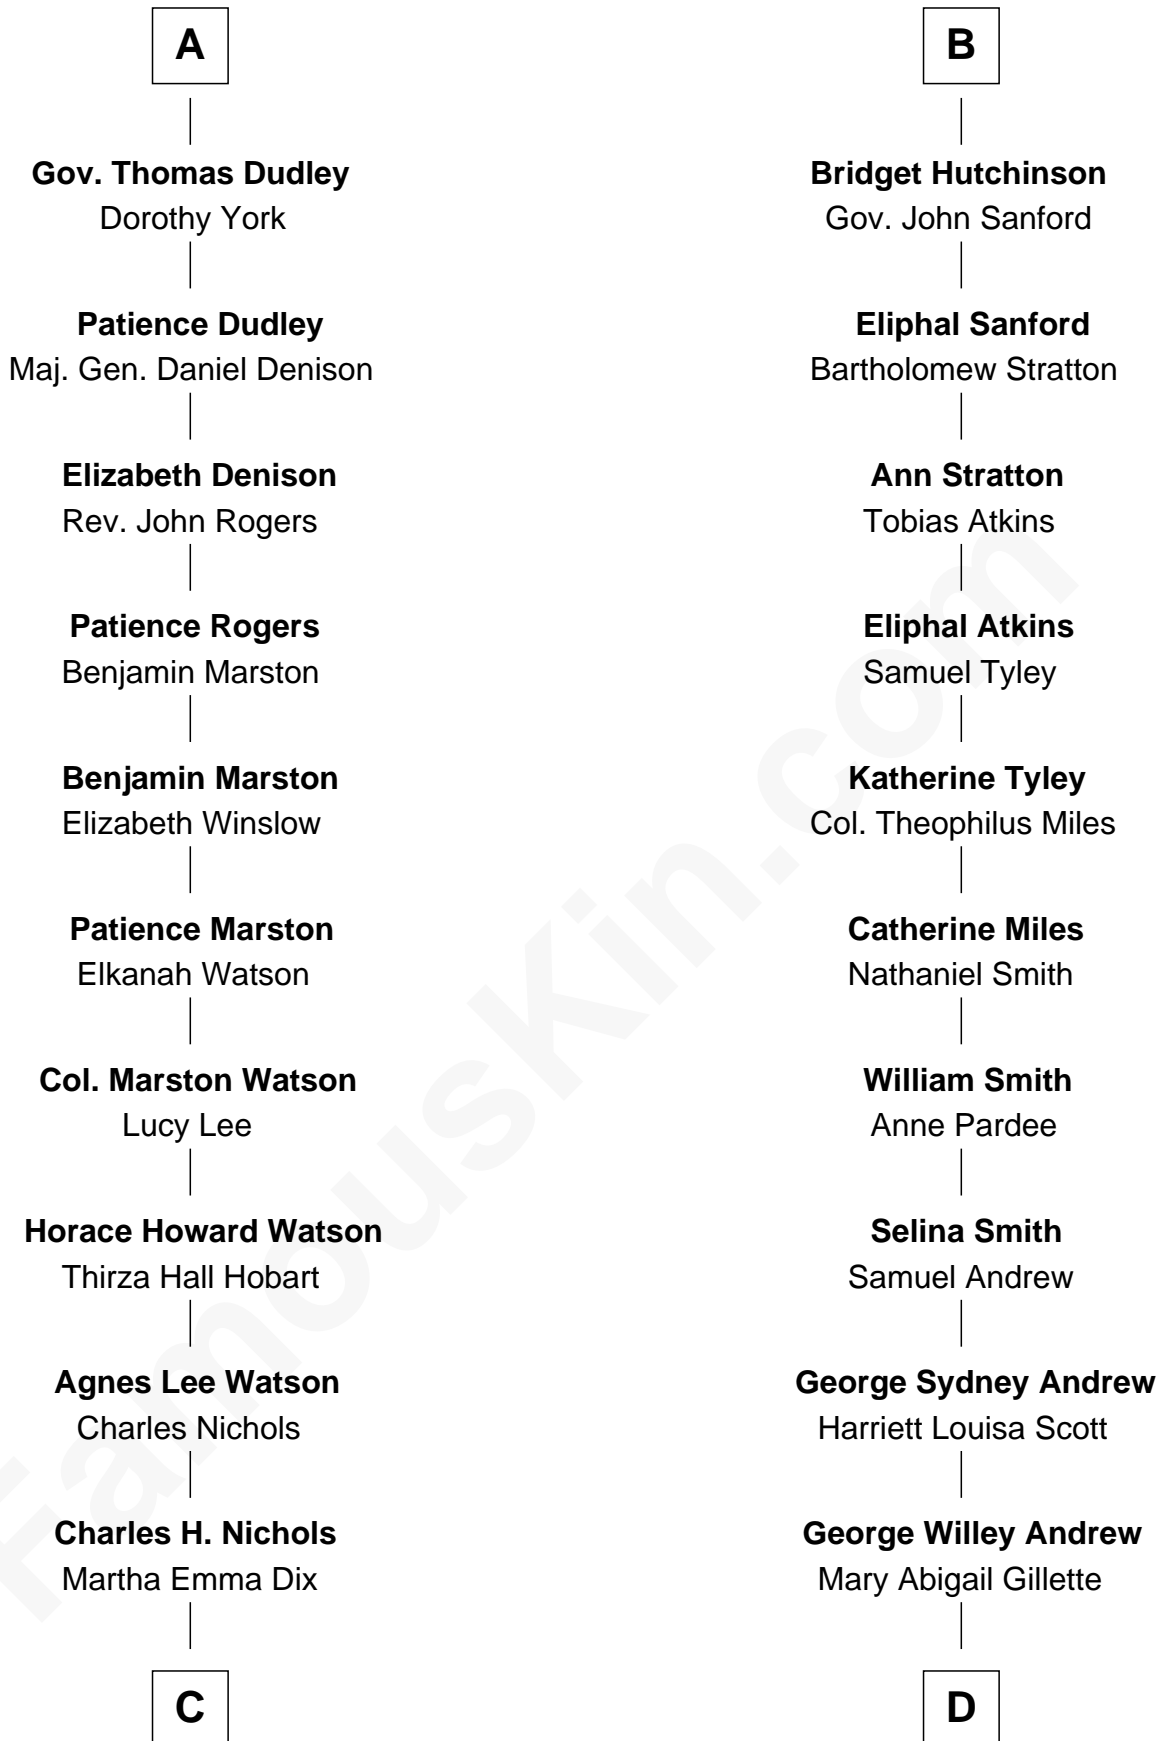 A
Gov. Thomas Dudley
Dorothy York
Patience Dudley
Maj. Gen. Daniel Denison
Elizabeth Denison
Rev. John Rogers
Patience Rogers
Benjamin Marston
Benjamin Marston
Elizabeth Winslow
Patience Marston
Elkanah Watson
Col. Marston Watson
Lucy Lee
Horace Howard Watson
Thirza Hall Hobart
Agnes Lee Watson
Charles Nichols
Charles H. Nichols
Martha Emma Dix
C
B
Bridget Hutchinson
Gov. John Sanford
Eliphal Sanford
Bartholomew Stratton
Ann Stratton
Tobias Atkins
Eliphal Atkins
Samuel Tyley
Katherine Tyley
Col. Theophilus Miles
Catherine Miles
Nathaniel Smith
William Smith
Anne Pardee
Selina Smith
Samuel Andrew
George Sydney Andrew
Harriett Louisa Scott
George Willey Andrew
Mary Abigail Gillette
D
FamousKin.com